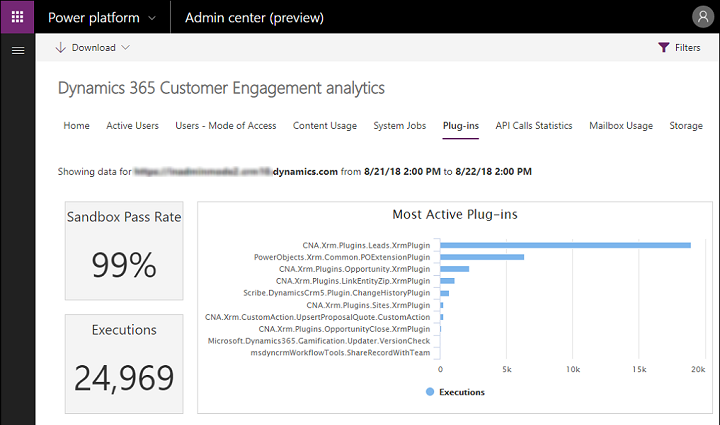 Power platform Admin center (preview)
Download Filters
Dynamics 365 Customer Engagement analytics
Home Active Users Users - Mode of Access Content Usage System Jobs Plug-ins API Calls Statistics Mailbox Usage Storage
Showing data for .dynamics.com from 8/21/18 2:00 PM to 8/22/18 2:00 PM
Sandbox Pass Rate
99%
Executions
24,969
Most Active Plug-ins
CNA.Xrm.Plugins.Leads.XrmPlugin
PowerObjects.Xrm.Common.POExtensionPlugin
CNA.Xrm.Plugins.Opportunity.XrmPlugin
CNA.Xrm.Plugins.LinkEntityZip.XrmPlugin
Scribe.DynamicsCrm5.Plugin.ChangeHistoryPlugin
CNA.Xrm.Plugins.Sites.XrmPlugin
CNA.Xrm.CustomAction.UpsertProposalQuote.CustomAction
CNA.Xrm.Plugins.OpportunityClose.XrmPlugin
Microsoft.Dynamics365.Gamification.Updater.VersionCheck
msdyncrmWorkflowTools.ShareRecordWithTeam
0 5k 10k 15k 20k
Executions